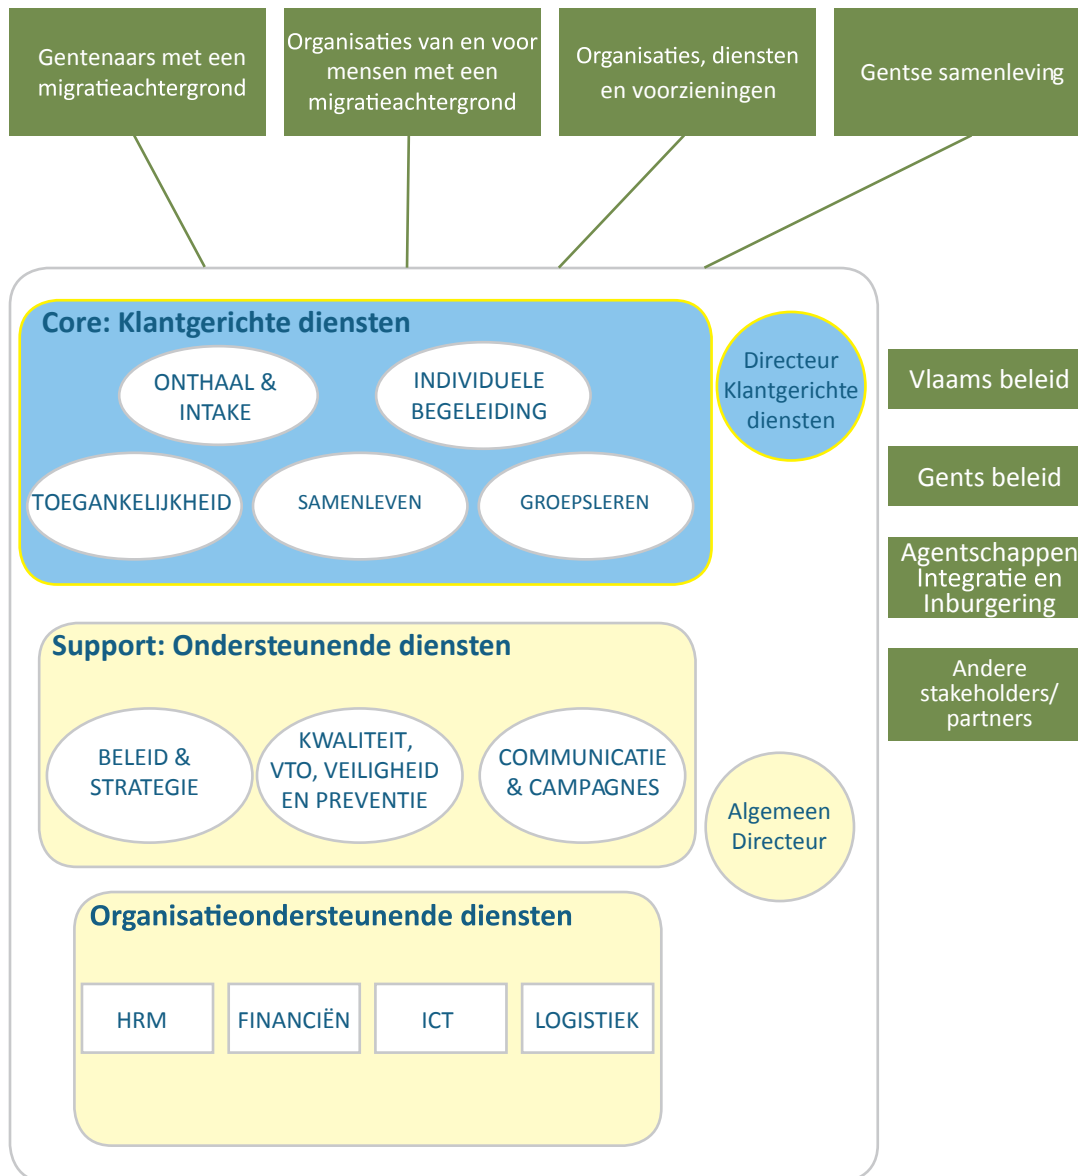 Gentenaars met een
migratieachtergrond
Organisaties van en voor
mensen met een
migratieachtergrond
Organisaties, diensten
en voorzieningen
Gentse samenleving
Core: Klantgerichte diensten
ONTHAAL &
INTAKE
INDIVIDUELE
BEGELEIDING
TOEGANKELIJKHEID
SAMENLEVEN
GROEPSLEREN
Directeur
Klantgerichte
diensten
Vlaams beleid
Gents beleid
Agentschappen
Integratie en
Inburgering
Andere
stakeholders/
partners
Support: Ondersteunende diensten
BELEID &
STRATEGIE
KWALITEIT,
VTO, VEILIGHEID
EN PREVENTIE
COMMUNICATIE
& CAMPAGNES
Algemeen
Directeur
Organisatieondersteunende diensten
HRM
FINANCIËN
ICT
LOGISTIEK